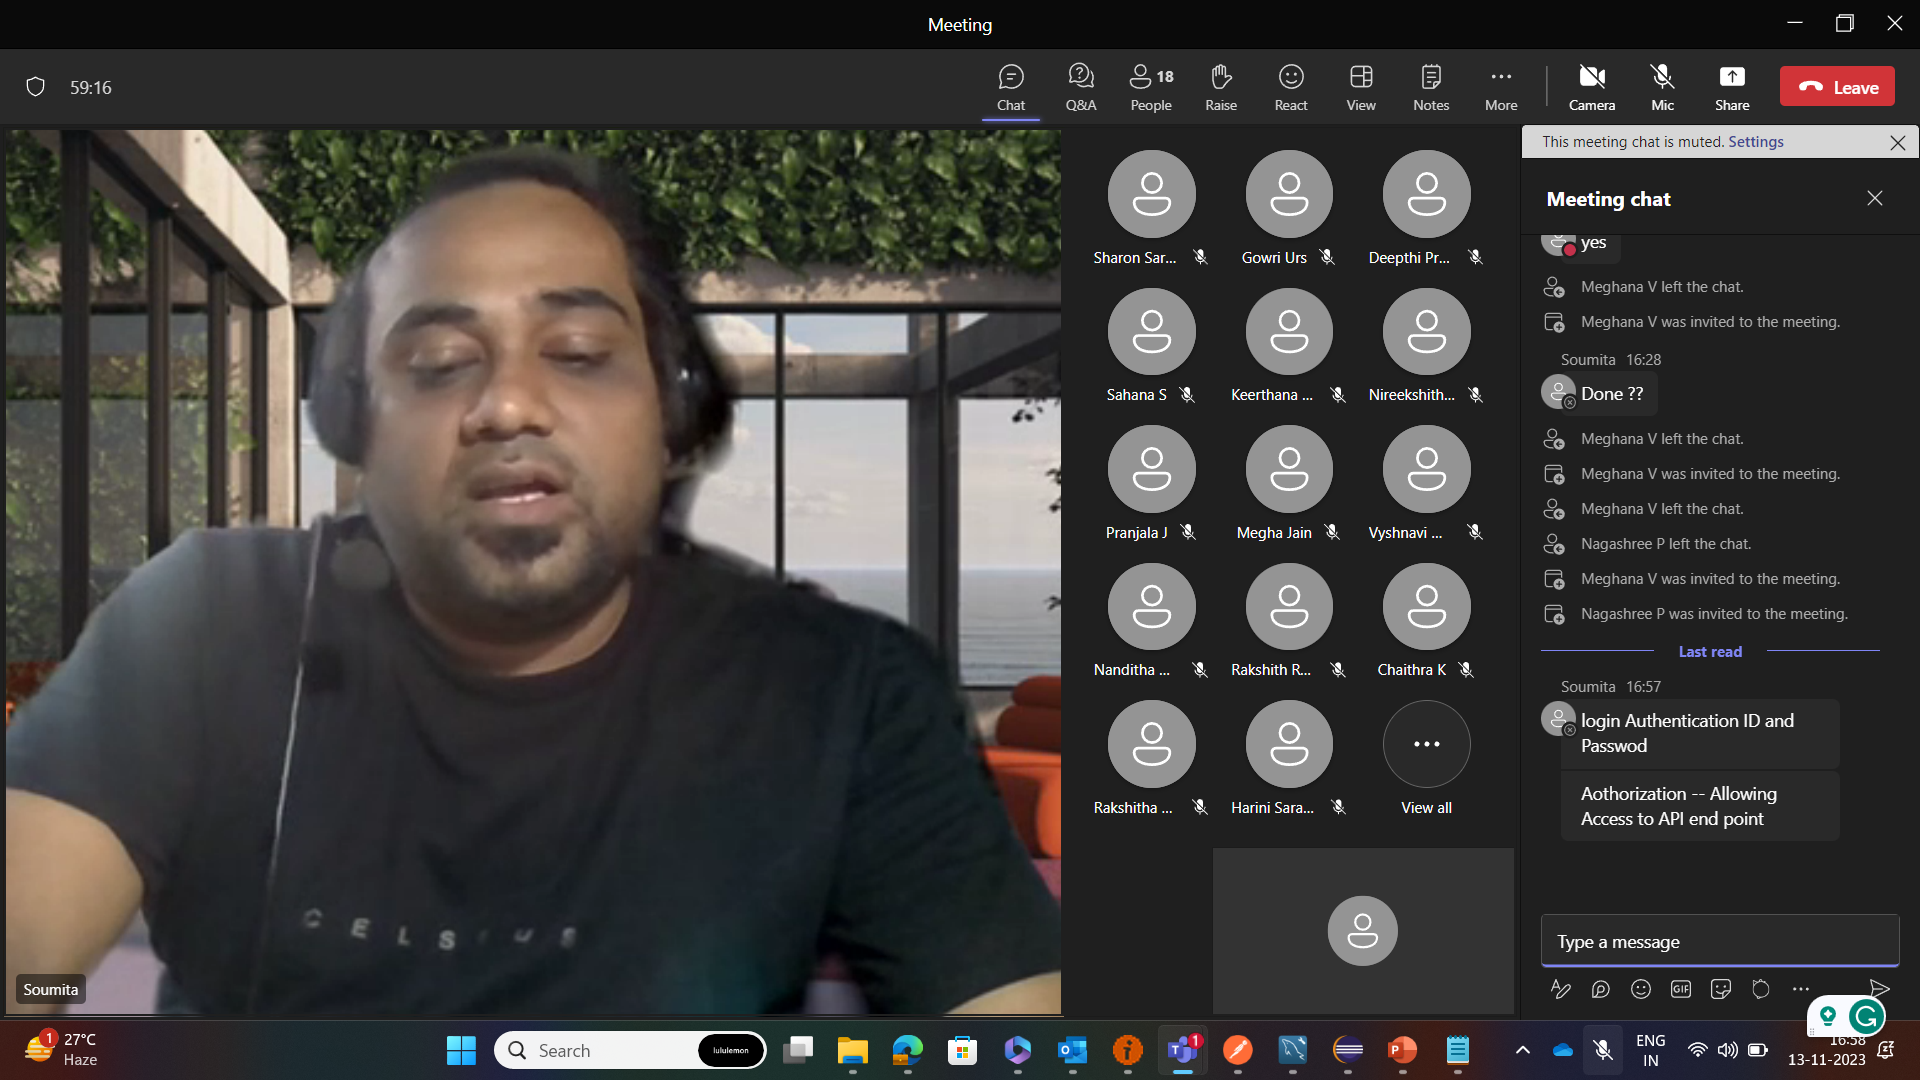 Meeting
59:16
Chat
Q&A
18
People
Raise
React
View
Notes
More
Camera
Mic
Share
Leave
Sharon Sar...
Gowri Urs
Deepthi Pr...
Sahana S
Keerthana ...
Nireekshith...
Pranjala J
Megha Jain
Vyshnavi ...
Nanditha ...
Rakshith R...
Chaithra K
Rakshitha ...
Harini Sara...
View all
CELSIUS
Soumita
This meeting chat is muted. Settings
Meeting chat
yes
Meghana V left the chat.
Meghana V was invited to the meeting.
Soumita 16:28
Done ??
Meghana V left the chat.
Meghana V was invited to the meeting.
Meghana V left the chat.
Nagashree P left the chat.
Meghana V was invited to the meeting.
Nagashree P was invited to the meeting.
Last read
Soumita 16:57
login Authentication ID and
Passwod
Aothorization -- Allowing
Access to API end point
Type a message
GIF
1
27°C
Haze
Search
lululemon
1
ENG
IN
16:58
13-11-2023